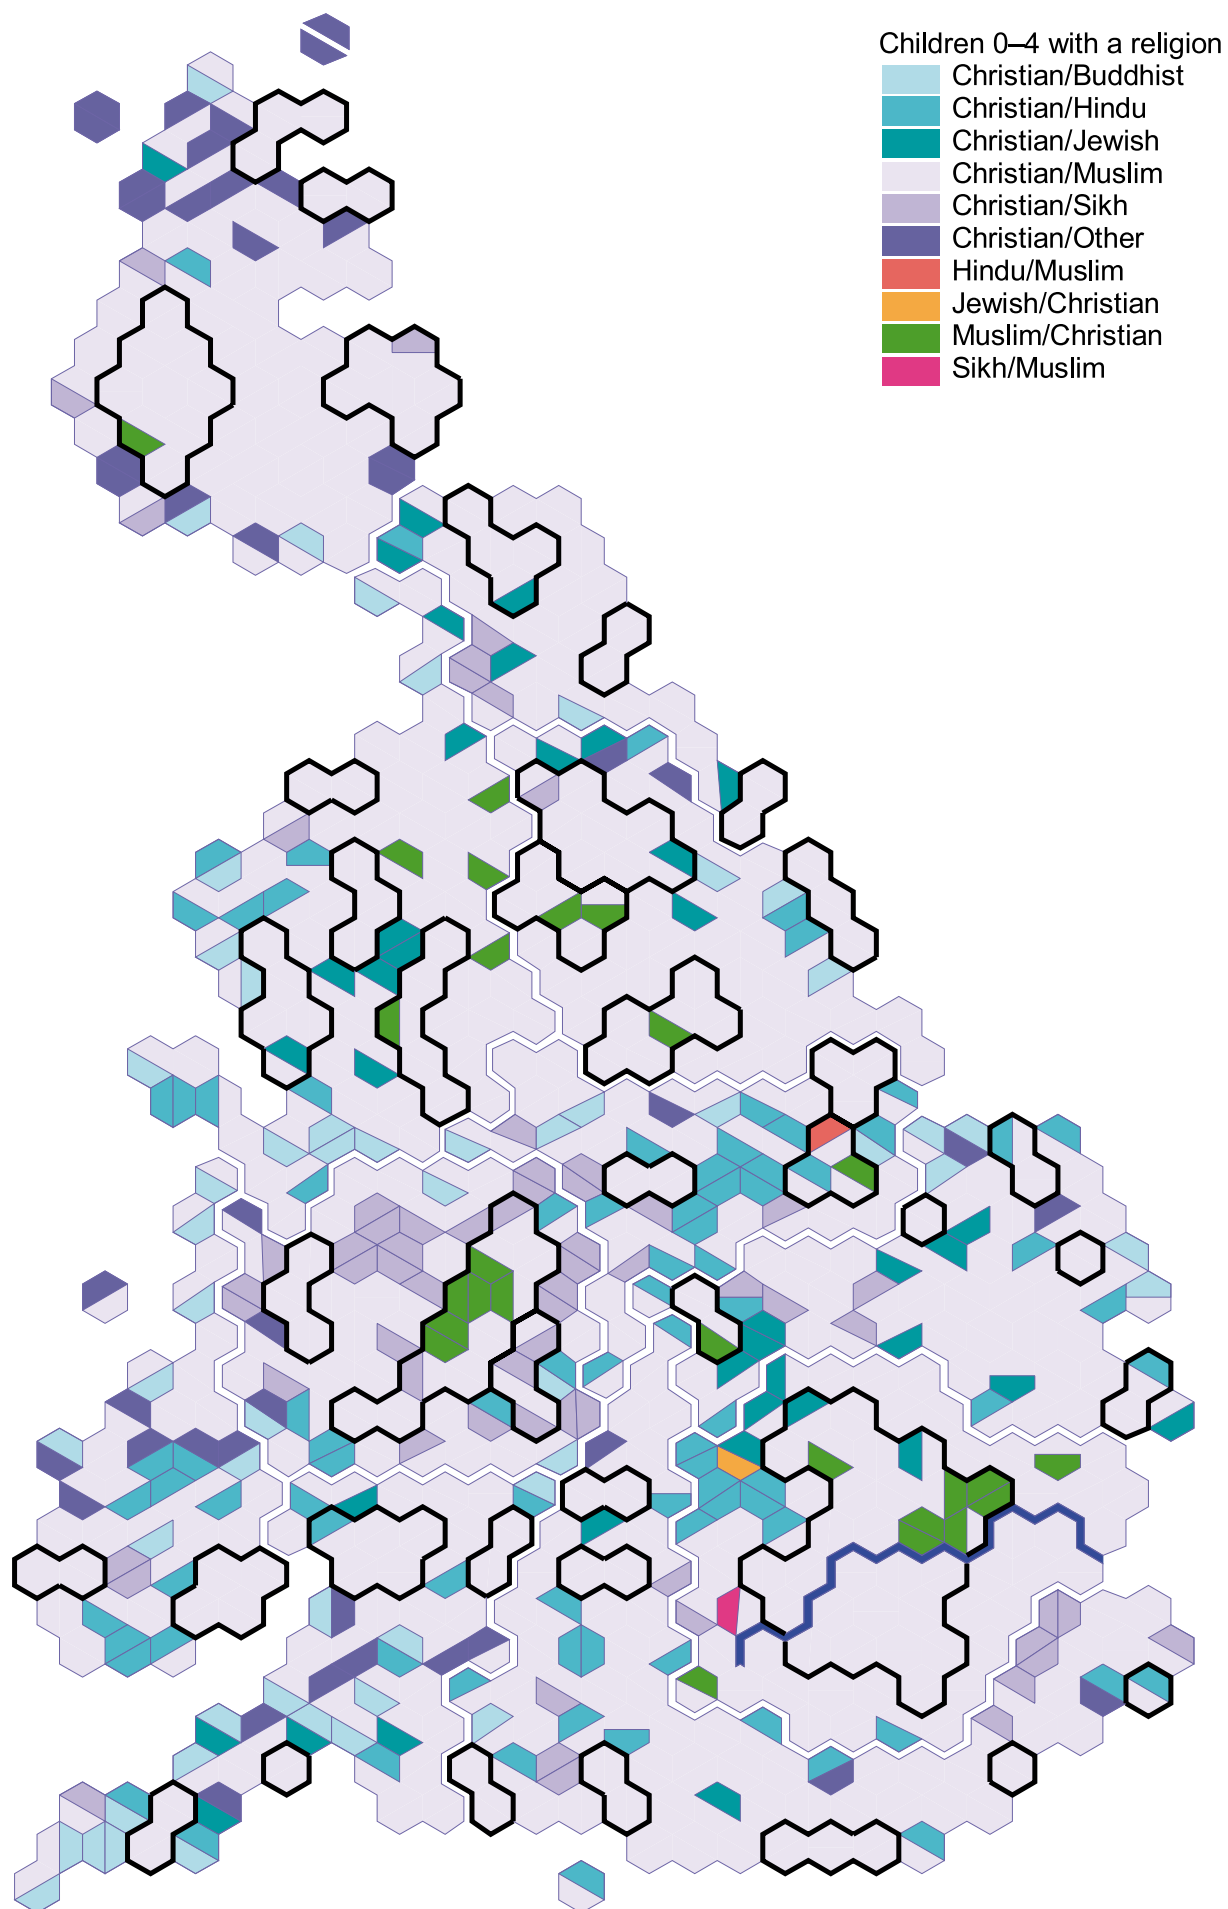 Children 0–4 with a religion
Christian/Buddhist
Christian/Hindu
Christian/Jewish
Christian/Muslim
Christian/Sikh
Christian/Other
Hindu/Muslim
Jewish/Christian
Muslim/Christian
Sikh/Muslim